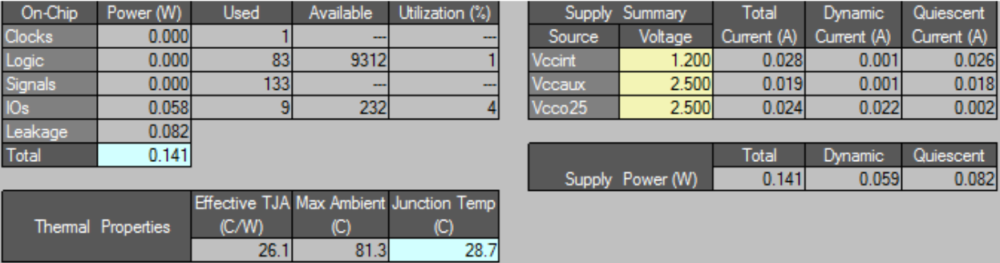 On-Chip Power (W) Used Available Utilization (%)
Clocks 0.000 1 --- ---
Logic 0.000 83 9312 1
Signals 0.000 133 --- ---
IOs 0.058 9 232 4
Leakage 0.082
Total 0.141
Effective TJA Max Ambient Junction Temp
Thermal Properties (C/W) (C) (C)
26.1 81.3 28.7
Supply Summary Total Dynamic Quiescent
Source Voltage Current (A) Current (A) Current (A)
Vccint 1.200 0.028 0.001 0.026
Vccaux 2.500 0.019 0.001 0.018
Vcco25 2.500 0.024 0.022 0.002
Total Dynamic Quiescent
Supply Power (W) 0.141 0.059 0.082